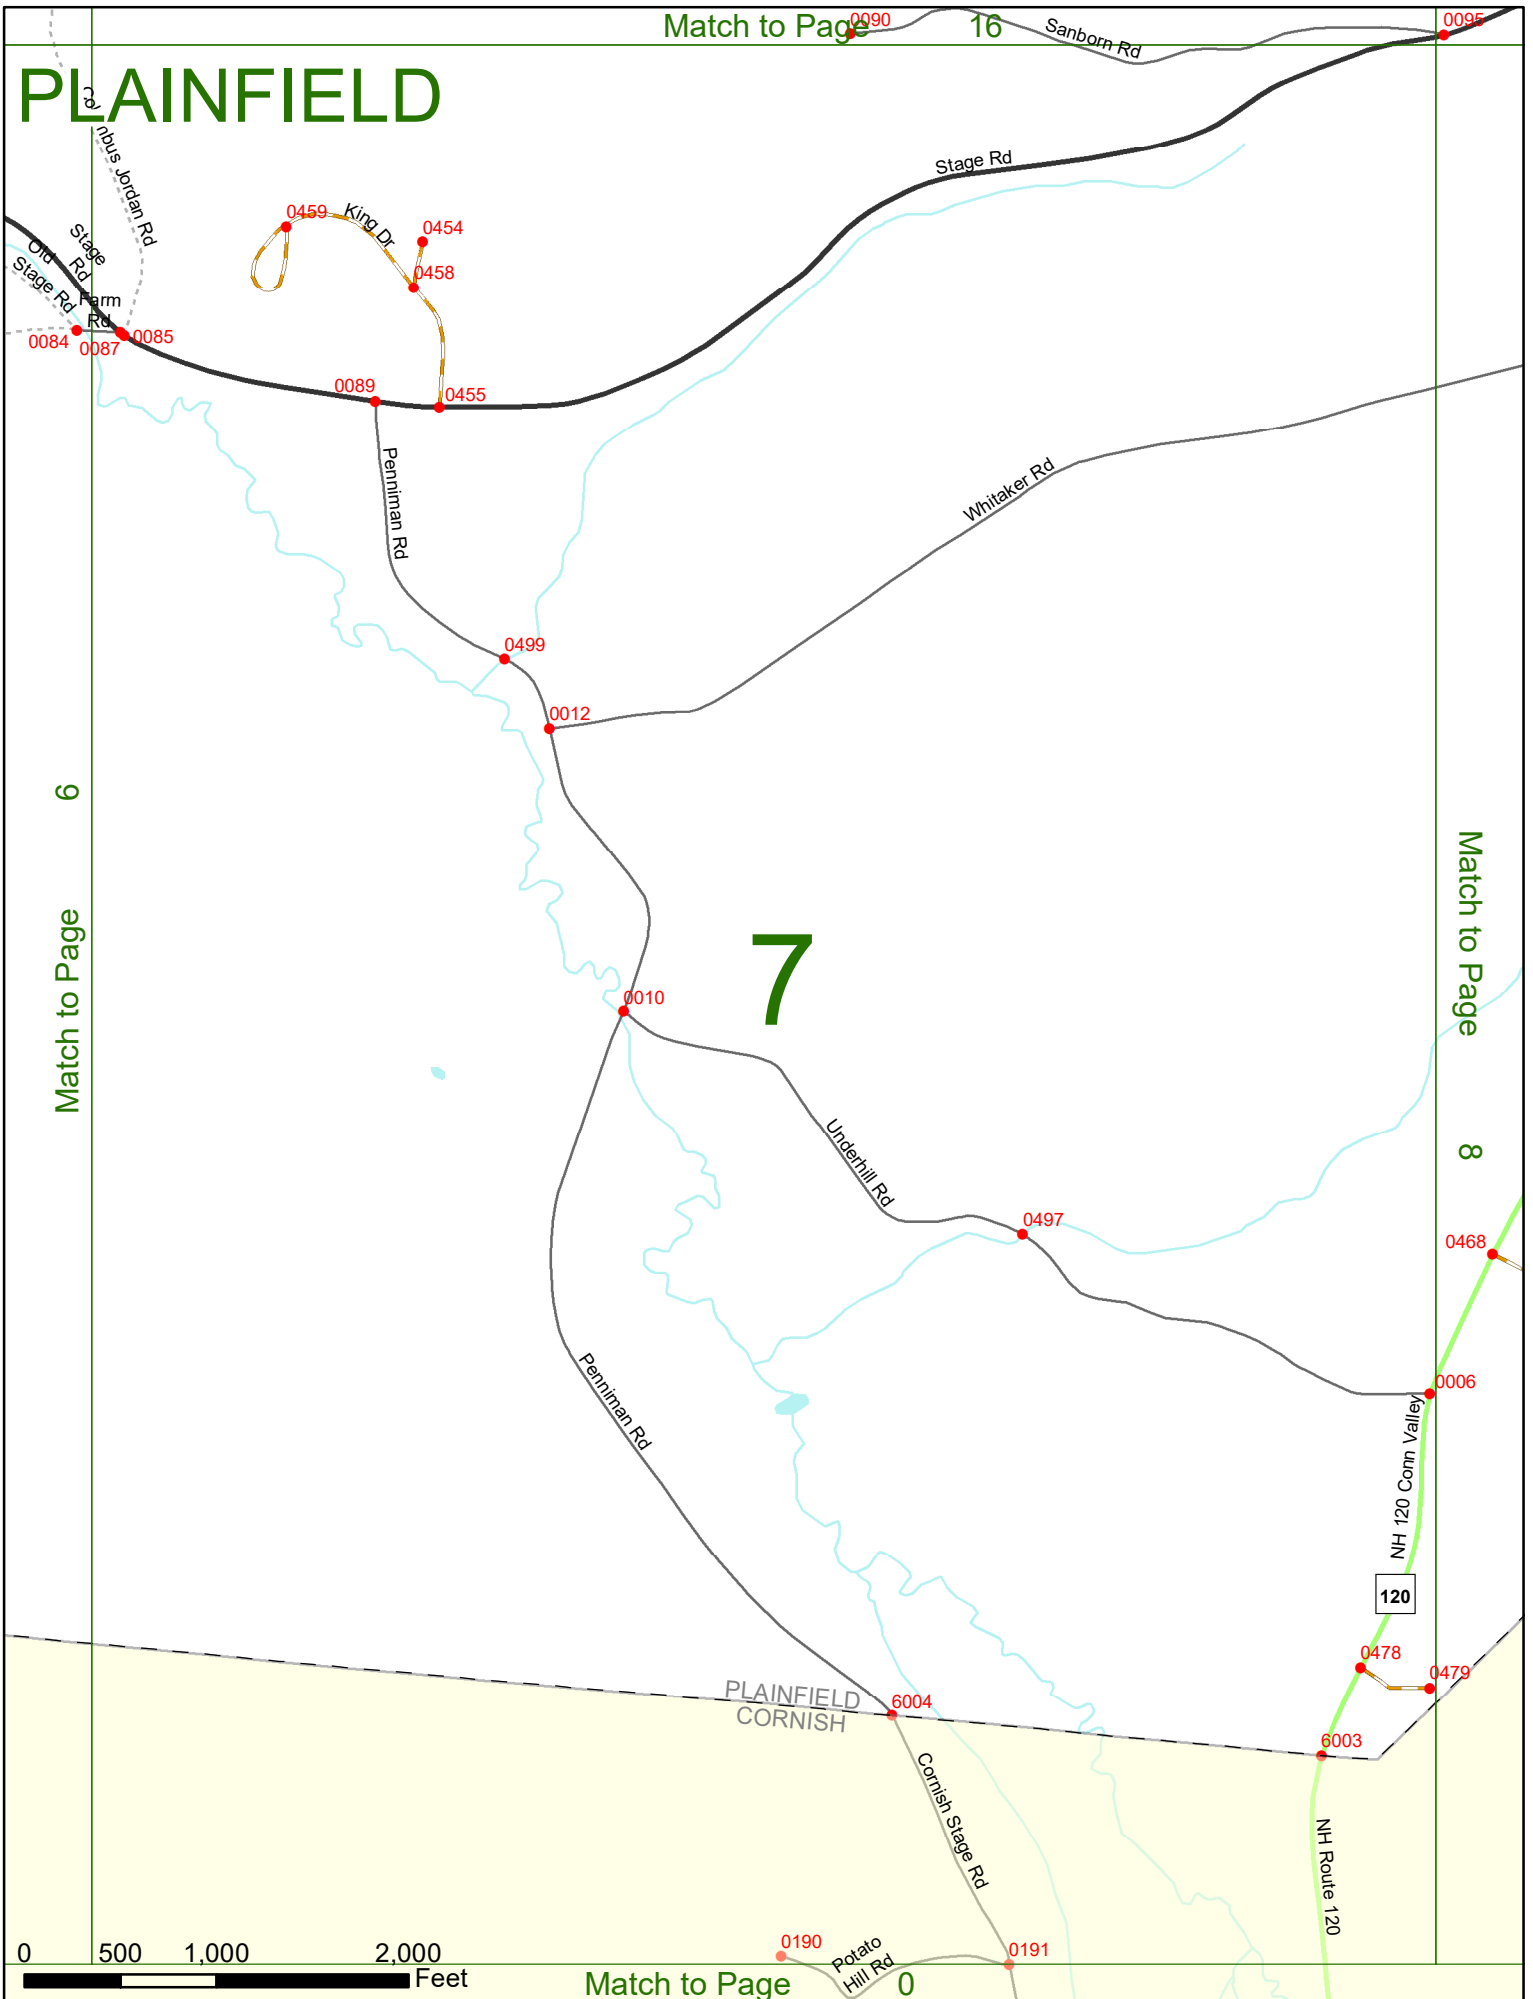 Match to Page 16
0090
Sanborn Rd
0095
PLAINFIELD
Stage Rd
Jordan Rd
0459
King Dr
0454
0458
Stage
Rd
Old
Stage Rd
Farm
Rd
0084
0087
0085
0089
0455
Penniman Rd
Whitaker Rd
0499
0012
Match to Page 6
Match to Page 8
7
0010
Underhill Rd
0497
0468
0006
Penniman Rd
NH 120 Conn Valley
120
0478
0479
PLAINFIELD
CORNISH
6004
6003
Cornish Stage Rd
NH Route 120
0190
Potato
Hill Rd
0191
0 500 1,000 2,000
Feet
Match to Page 0